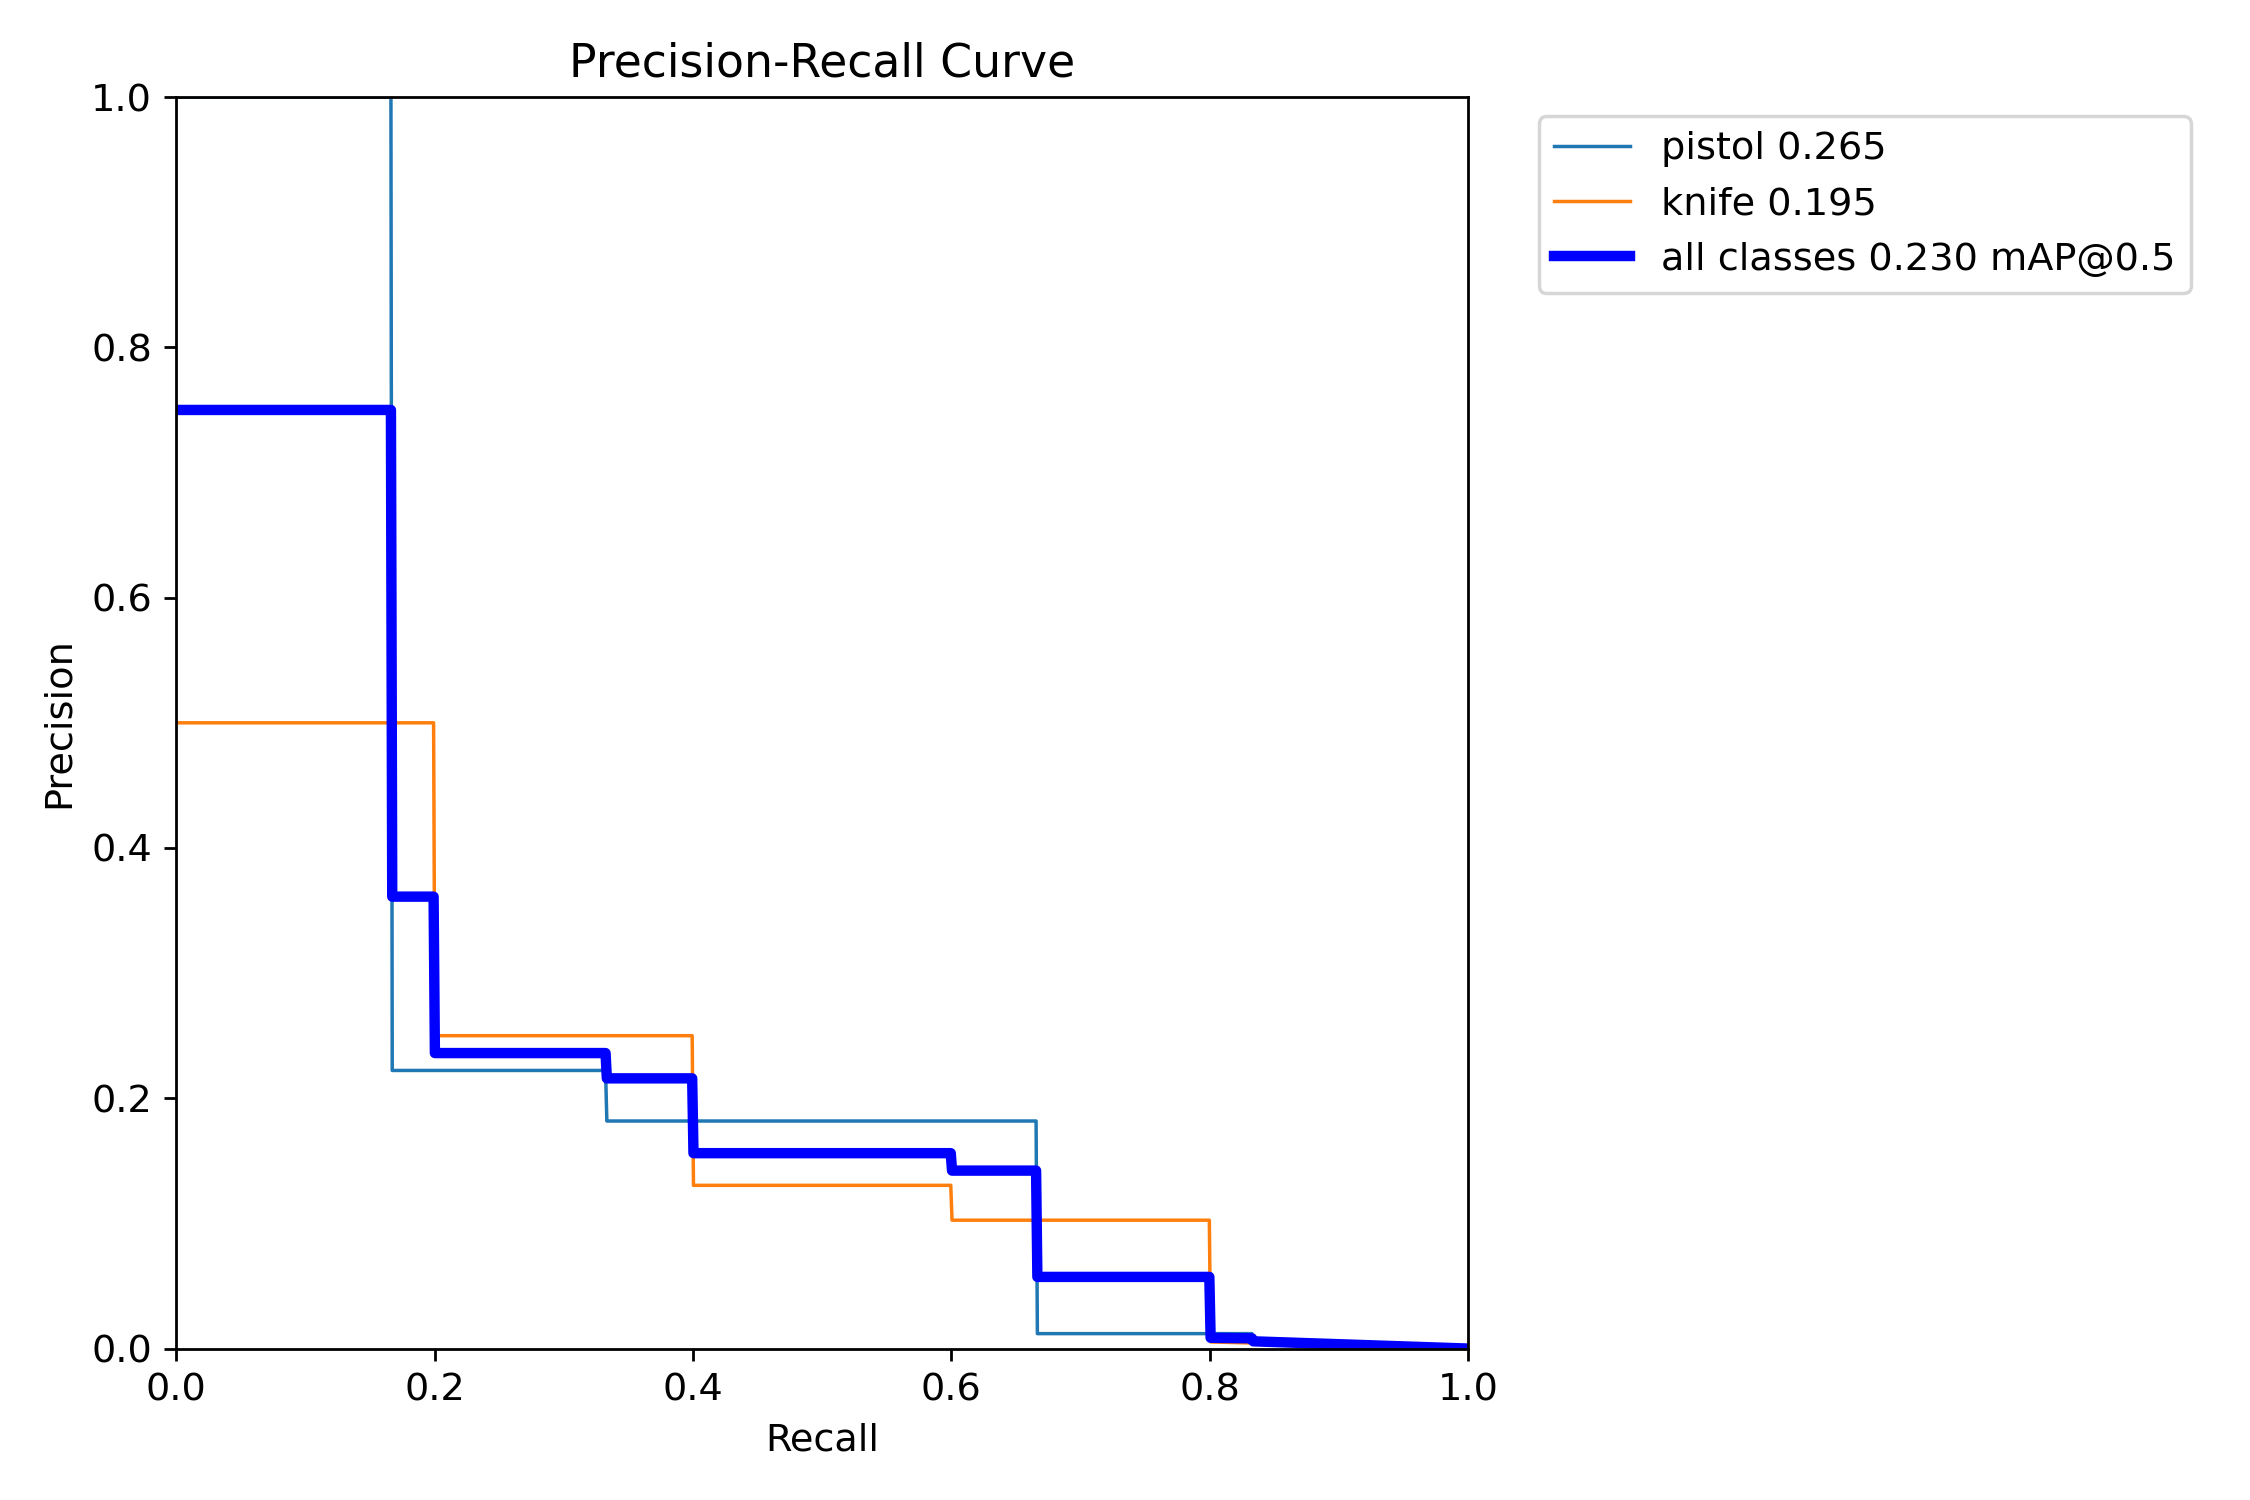 Precision-Recall Curve
1.0
0.8
0.6
0.4
0.2
0.0
Precision
0.0 0.2 0.4 0.6 0.8 1.0
Recall
pistol 0.265
knife 0.195
all classes 0.230 mAP@0.5